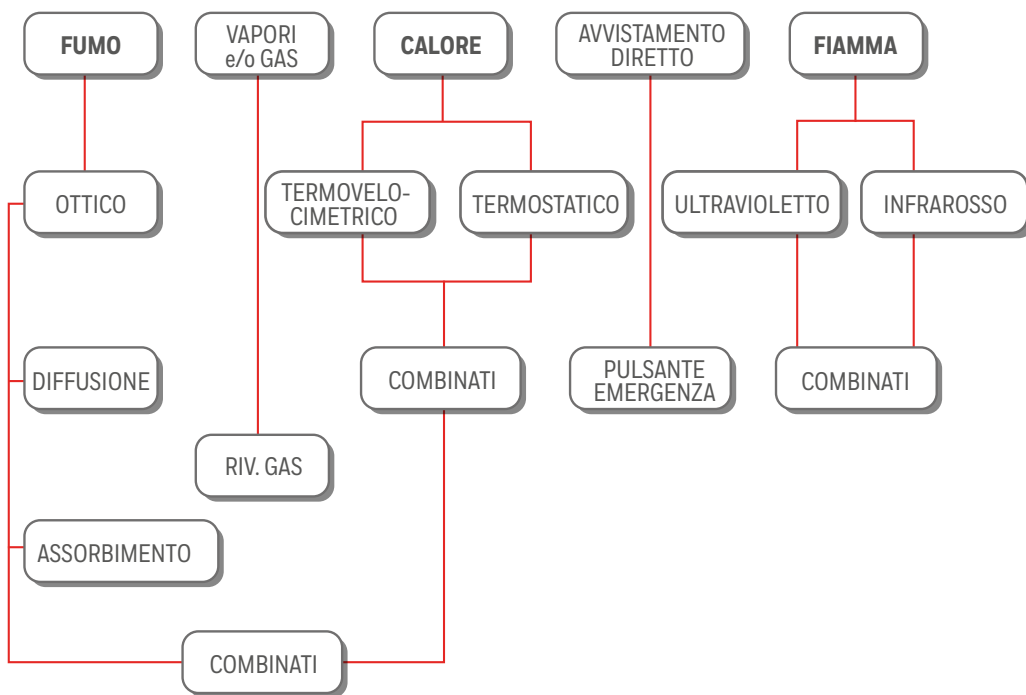 FUMO
VAPORI
e/o GAS
CALORE
AVVISTAMENTO
DIRETTO
FIAMMA
OTTICO
TERMOVELO-
CIMETRICO
TERMOSTATICO
ULTRAVIOLETTO
INFRAROSSO
DIFFUSIONE
COMBINATI
PULSANTE
EMERGENZA
COMBINATI
RIV. GAS
ASSORBIMENTO
COMBINATI